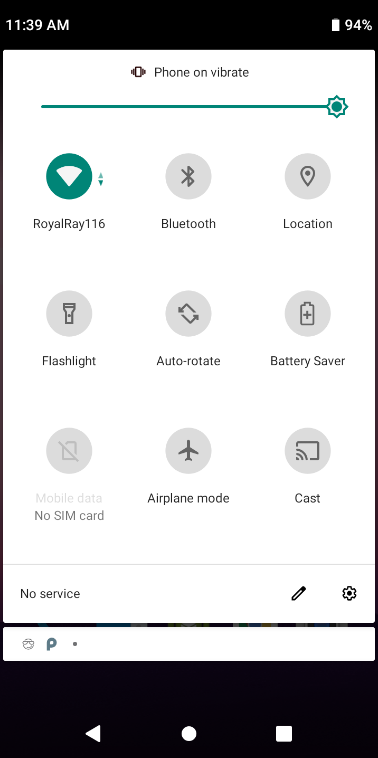 11:39 AM 94%
Phone on vibrate
RoyalRay116 Bluetooth Location
Flashlight Auto-rotate Battery Saver
Mobile data Airplane mode Cast
No SIM card
No service